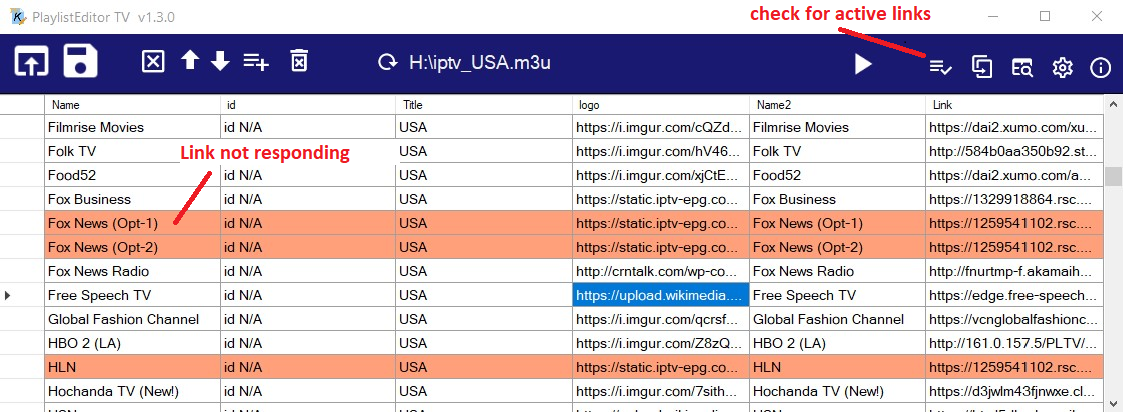 PlaylistEditor TV v1.3.0
check for active links
H:\iptv_USA.m3u
Name id Title logo Name2 Link
Filmrise Movies id N/A USA https://i.imgur.com/cQZd... Filmrise Movies https://dai2.xumo.com/xu...
Folk TV id N/A USA https://i.imgur.com/hV46... Folk TV http://584b0aa350b92.st...
Link not responding
Food52 id N/A USA https://i.imgur.com/xjCtE... Food52 https://dai2.xumo.com/a...
Fox Business id N/A USA https://static.iptv-epg.co... Fox Business https://1329918864.rsc....
Fox News (Opt-1) id N/A USA https://static.iptv-epg.co... Fox News (Opt-1) https://1259541102.rsc....
Fox News (Opt-2) id N/A USA https://static.iptv-epg.co... Fox News (Opt-2) https://1259541102.rsc....
Fox News Radio id N/A USA http://crntalk.com/wp-co... Fox News Radio http://fnurtmp-f.akamaih...
Free Speech TV id N/A USA https://upload.wikimedia.... Free Speech TV https://edge.free-speech...
Global Fashion Channel id N/A USA https://i.imgur.com/qcrsf... Global Fashion Channel https://vcnglobalfashionc...
HBO 2 (LA) id N/A USA https://i.imgur.com/Z8zQ... HBO 2 (LA) http://161.0.157.5/PLTV/...
HLN id N/A USA https://static.iptv-epg.co... HLN https://1259541102.rsc....
Hochanda TV (New!) id N/A USA https://i.imgur.com/7sith... Hochanda TV (New!) https://d3jwlm43fjnwxe.cl...